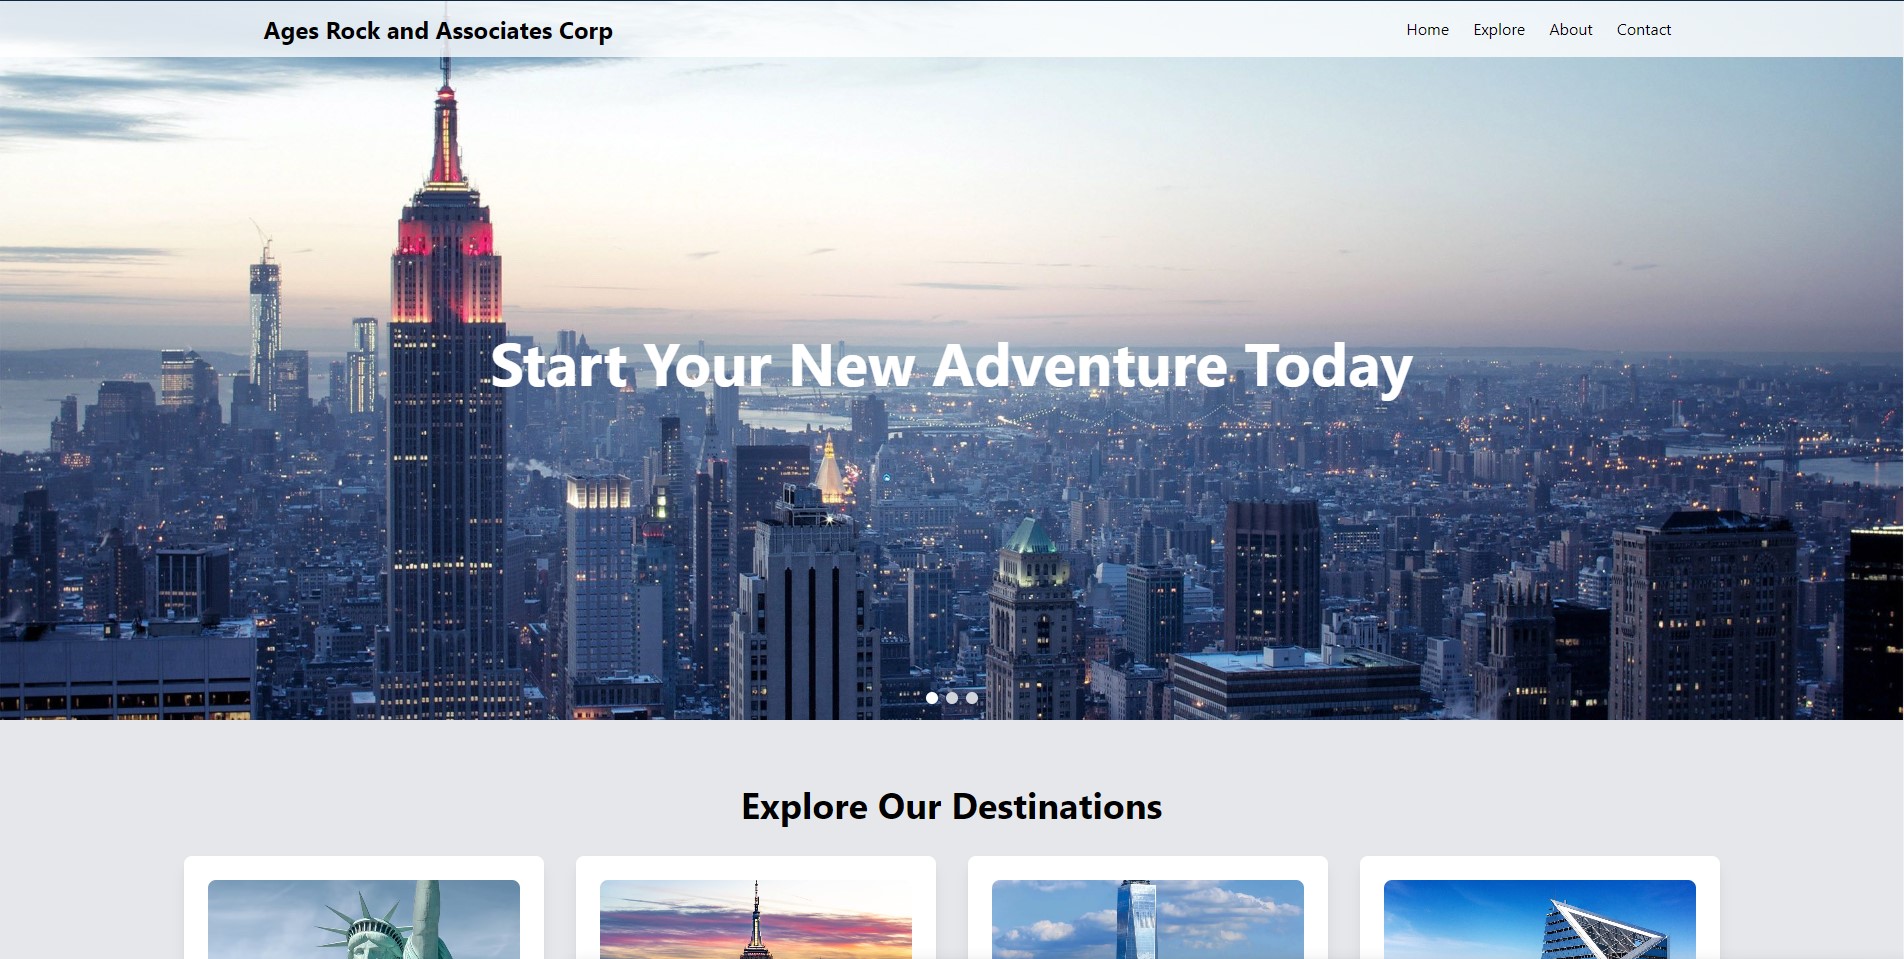 Ages Rock and Associates Corp
Home Explore About Contact
Start Your New Adventure Today
Explore Our Destinations